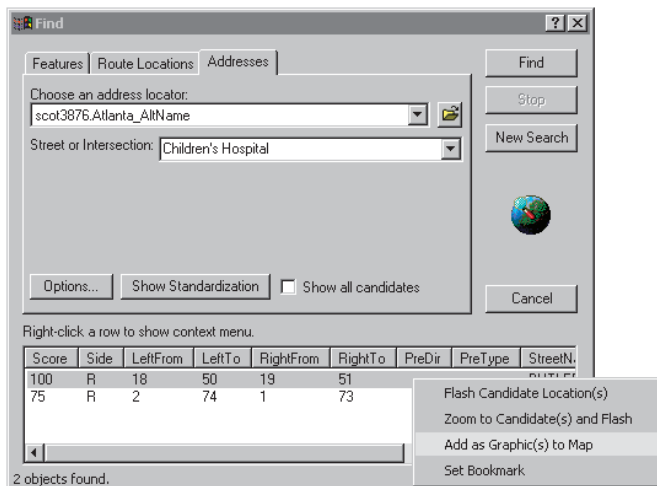 Find
Features Route Locations Addresses
Find
Choose an address locator:
scot3876.Atlanta_AltName
Stop
Street or Intersection: Children's Hospital
New Search
Options... Show Standardization Show all candidates
Cancel
Right-click a row to show context menu.
Score Side LeftFrom LeftTo RightFrom RightTo PreDir PreType StreetN
100 R 18 50 19 51
75 R 2 74 1 73
Flash Candidate Location(s)
Zoom to Candidate(s) and Flash
Add as Graphic(s) to Map
Set Bookmark
2 objects found.